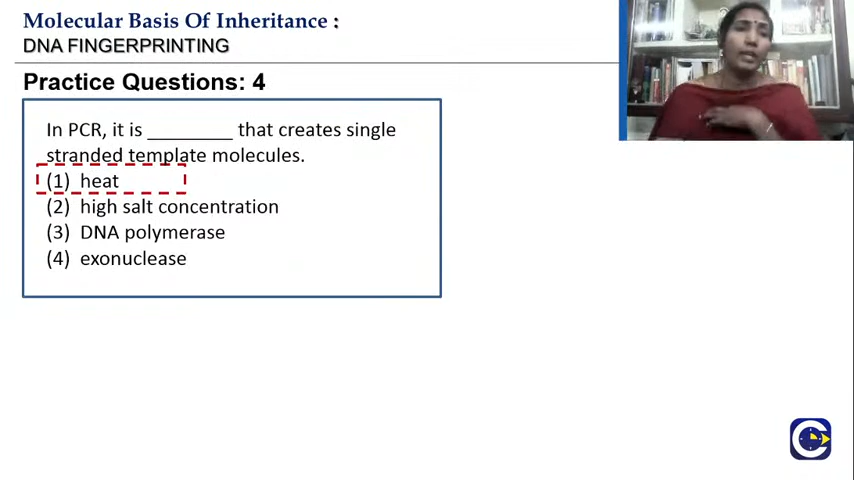 Molecular Basis Of Inheritance :
DNA FINGERPRINTING
Practice Questions: 4
In PCR, it is ________ that creates single
stranded template molecules.
(1) heat
(2) high salt concentration
(3) DNA polymerase
(4) exonuclease